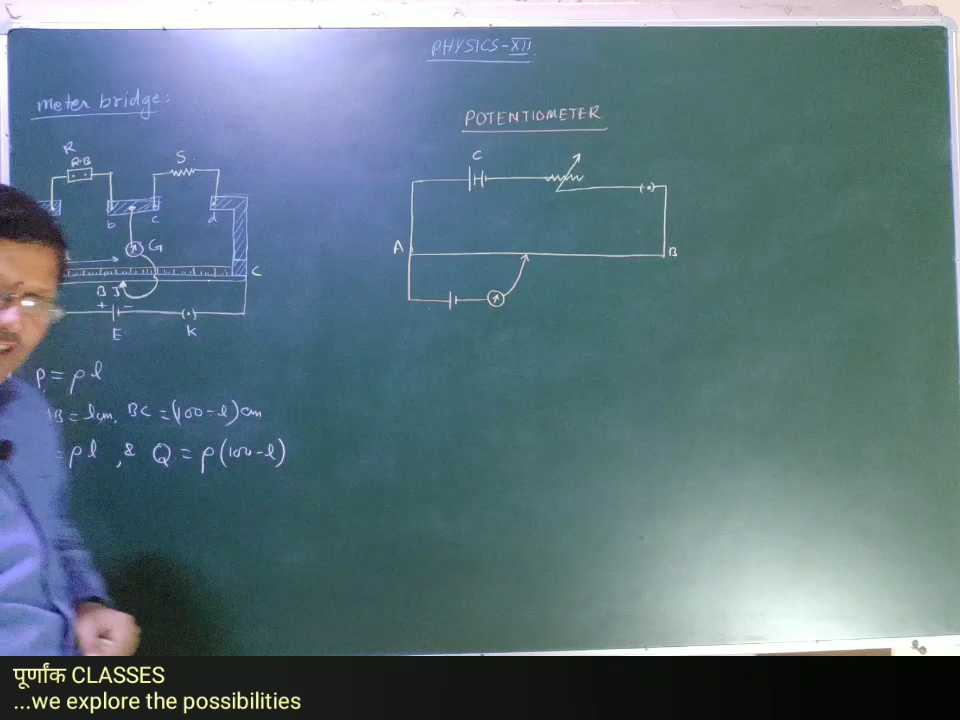 PHYSICS-XII
meter bridge:
R
R·B
S
b
c
d
G
C
B J
+ -
E
K
P = ρl
AB = l cm, BC = (100-l) cm
= ρl , & Q = ρ(100-l)
POTENTIOMETER
C
A
B
पूर्णांक CLASSES
...we explore the possibilities